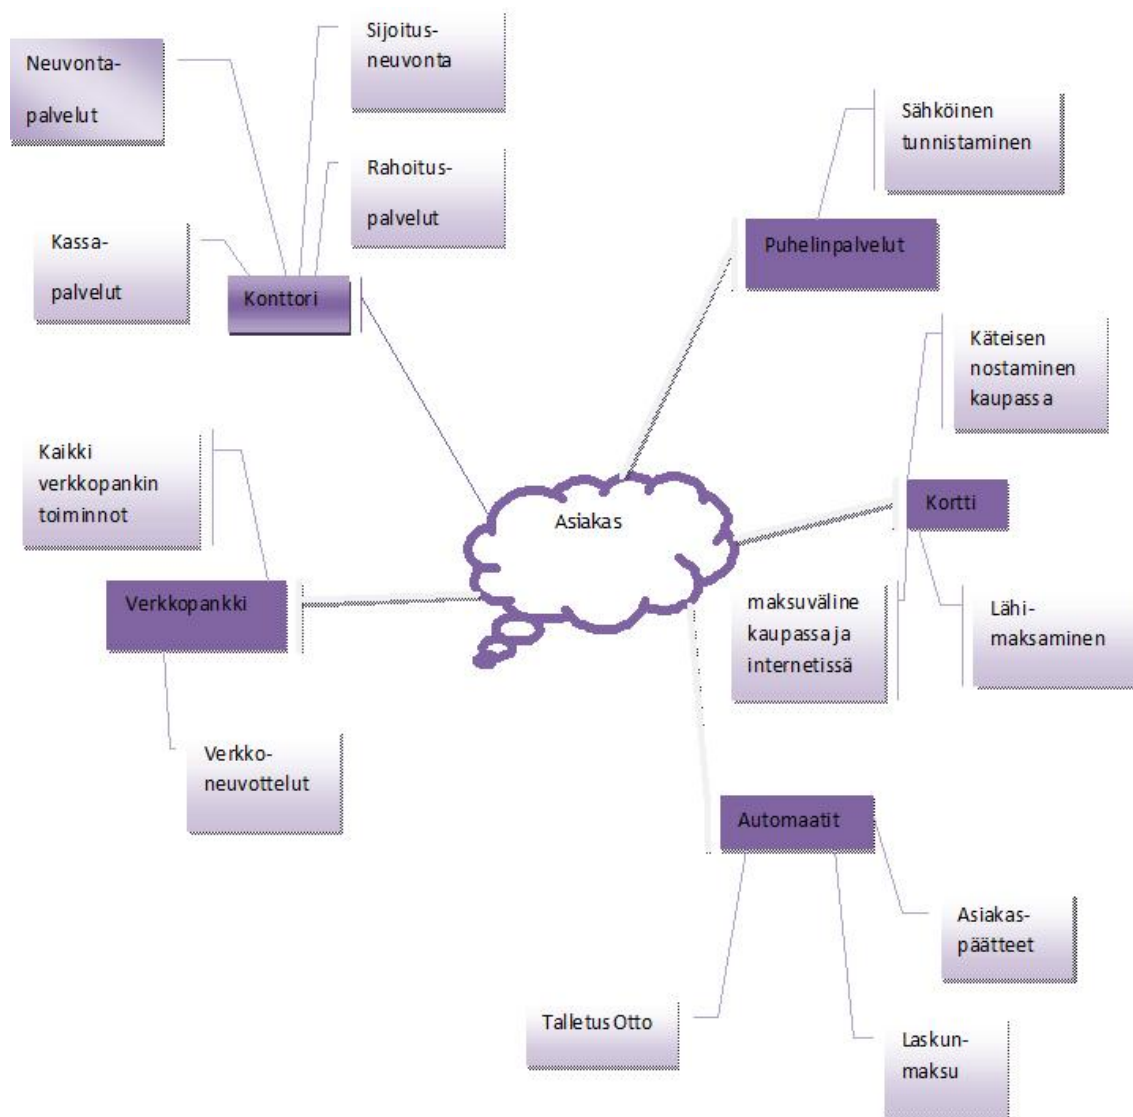 Neuvonta-
palvelut
Sijoitus-
neuvonta
Rahoitus-
palvelut
Kassa-
palvelut
Konttori
Sähköinen
tunnistaminen
Puhelinpalvelut
Käteisen
nostaminen
kaupassa
Kortti
maksuväline
kaupassa ja
internetissä
Lähi-
maksaminen
Asiakas
Kaikki
verkkopankin
toiminnot
Verkkopankki
Verkko-
neuvottelut
Automaatit
Asiakas-
päätteet
Talletus Otto
Laskun-
maksu